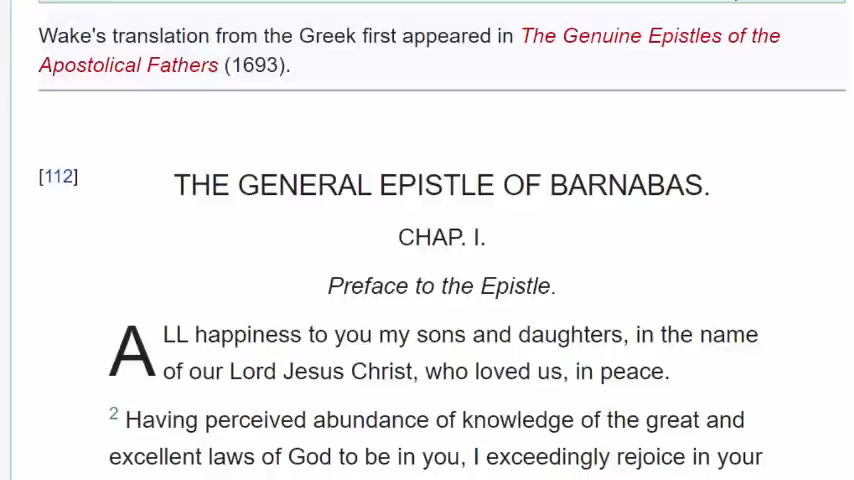 Wake's translation from the Greek first appeared in The Genuine Epistles of the
Apostolical Fathers (1693).
[112]
THE GENERAL EPISTLE OF BARNABAS.
CHAP. I.
Preface to the Epistle.
ALL happiness to you my sons and daughters, in the name
of our Lord Jesus Christ, who loved us, in peace.
2 Having perceived abundance of knowledge of the great and
excellent laws of God to be in you, I exceedingly rejoice in your